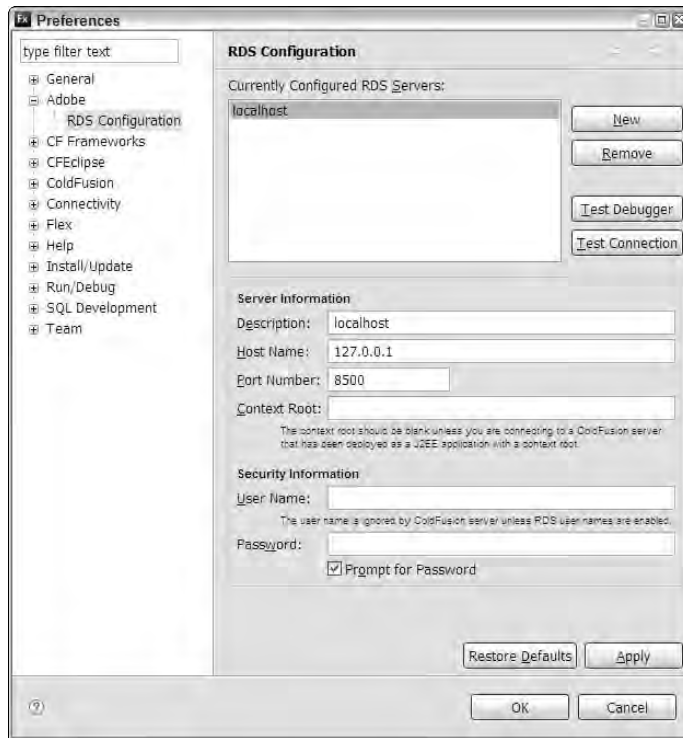 Fx Preferences
type filter text
General
Adobe
RDS Configuration
CF Frameworks
CFEclipse
ColdFusion
Connectivity
Flex
Help
Install/Update
Run/Debug
SQL Development
Team
RDS Configuration
Currently Configured RDS Servers:
localhost
New
Remove
Test Debugger
Test Connection
Server Information
Description: localhost
Host Name: 127.0.0.1
Port Number: 8500
Context Root:
The context root should be blank unless you are connecting to a ColdFusion server
that has been deployed as a J2EE application with a context root.
Security Information
User Name:
The user name is ignored by ColdFusion server unless RDS user names are enabled.
Password:
Prompt for Password
Restore Defaults Apply
? OK Cancel